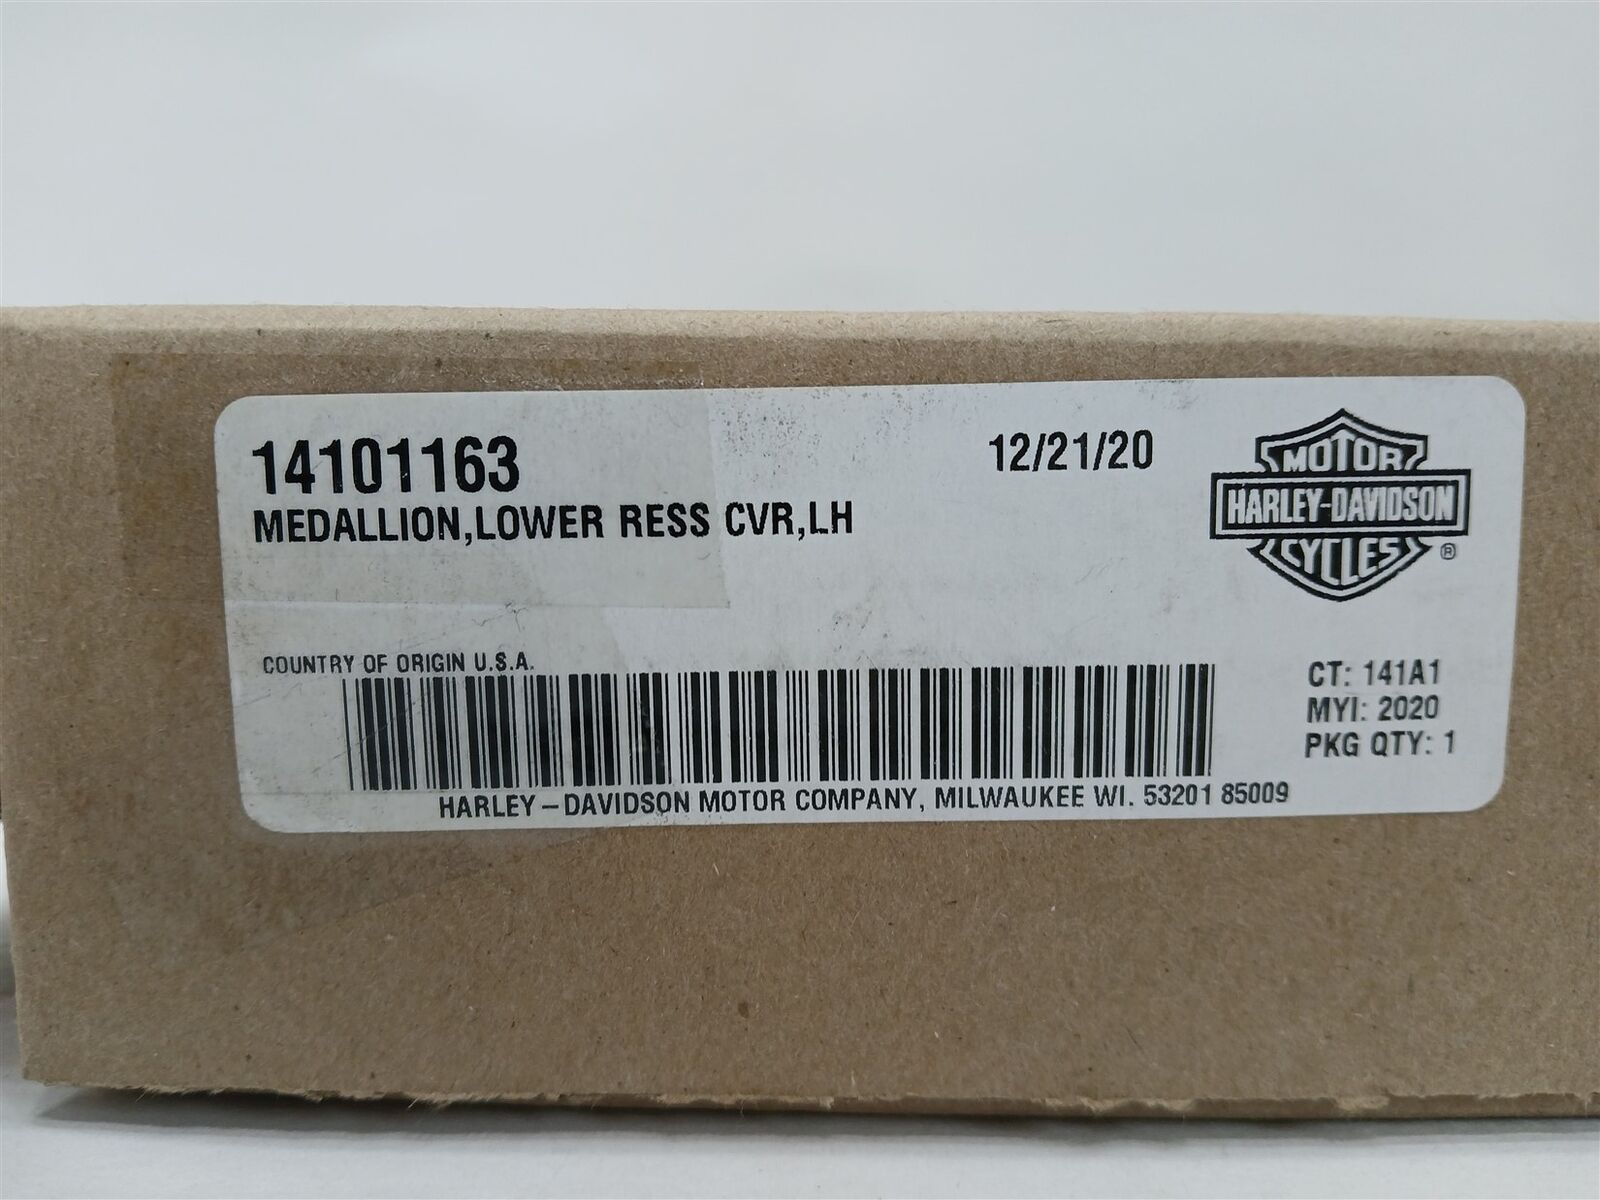 14101163
12/21/20
MEDALLION,LOWER RESS CVR,LH
MOTOR
HARLEY-DAVIDSON
CYCLES
®
COUNTRY OF ORIGIN U.S.A.
CT: 141A1
MYI: 2020
PKG QTY: 1
HARLEY–DAVIDSON MOTOR COMPANY, MILWAUKEE WI. 53201 85009